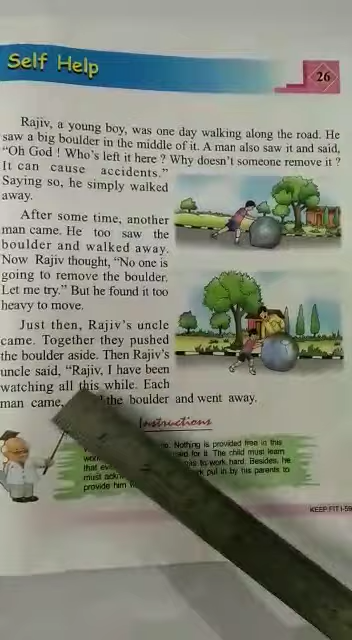 Self Help
26
Rajiv, a young boy, was one day walking along the road. He
saw a big boulder in the middle of it. A man also saw it and said,
“Oh God ! Who’s left it here ? Why doesn’t someone remove it ?
It can cause accidents.”
Saying so, he simply walked
away.
After some time, another
man came. He too saw the
boulder and walked away.
Now Rajiv thought, “No one is
going to remove the boulder.
Let me try.” But he found it too
heavy to move.
Just then, Rajiv’s uncle
came. Together they pushed
the boulder aside. Then Rajiv’s
uncle said, “Rajiv, I have been
watching all this while. Each
man came, the boulder and went away.
Instructions
Nothing is provided free in this
for it. The child must learn
to work hard. Besides, he
must put in by his parents to
provide him
KEEP FIT I-59